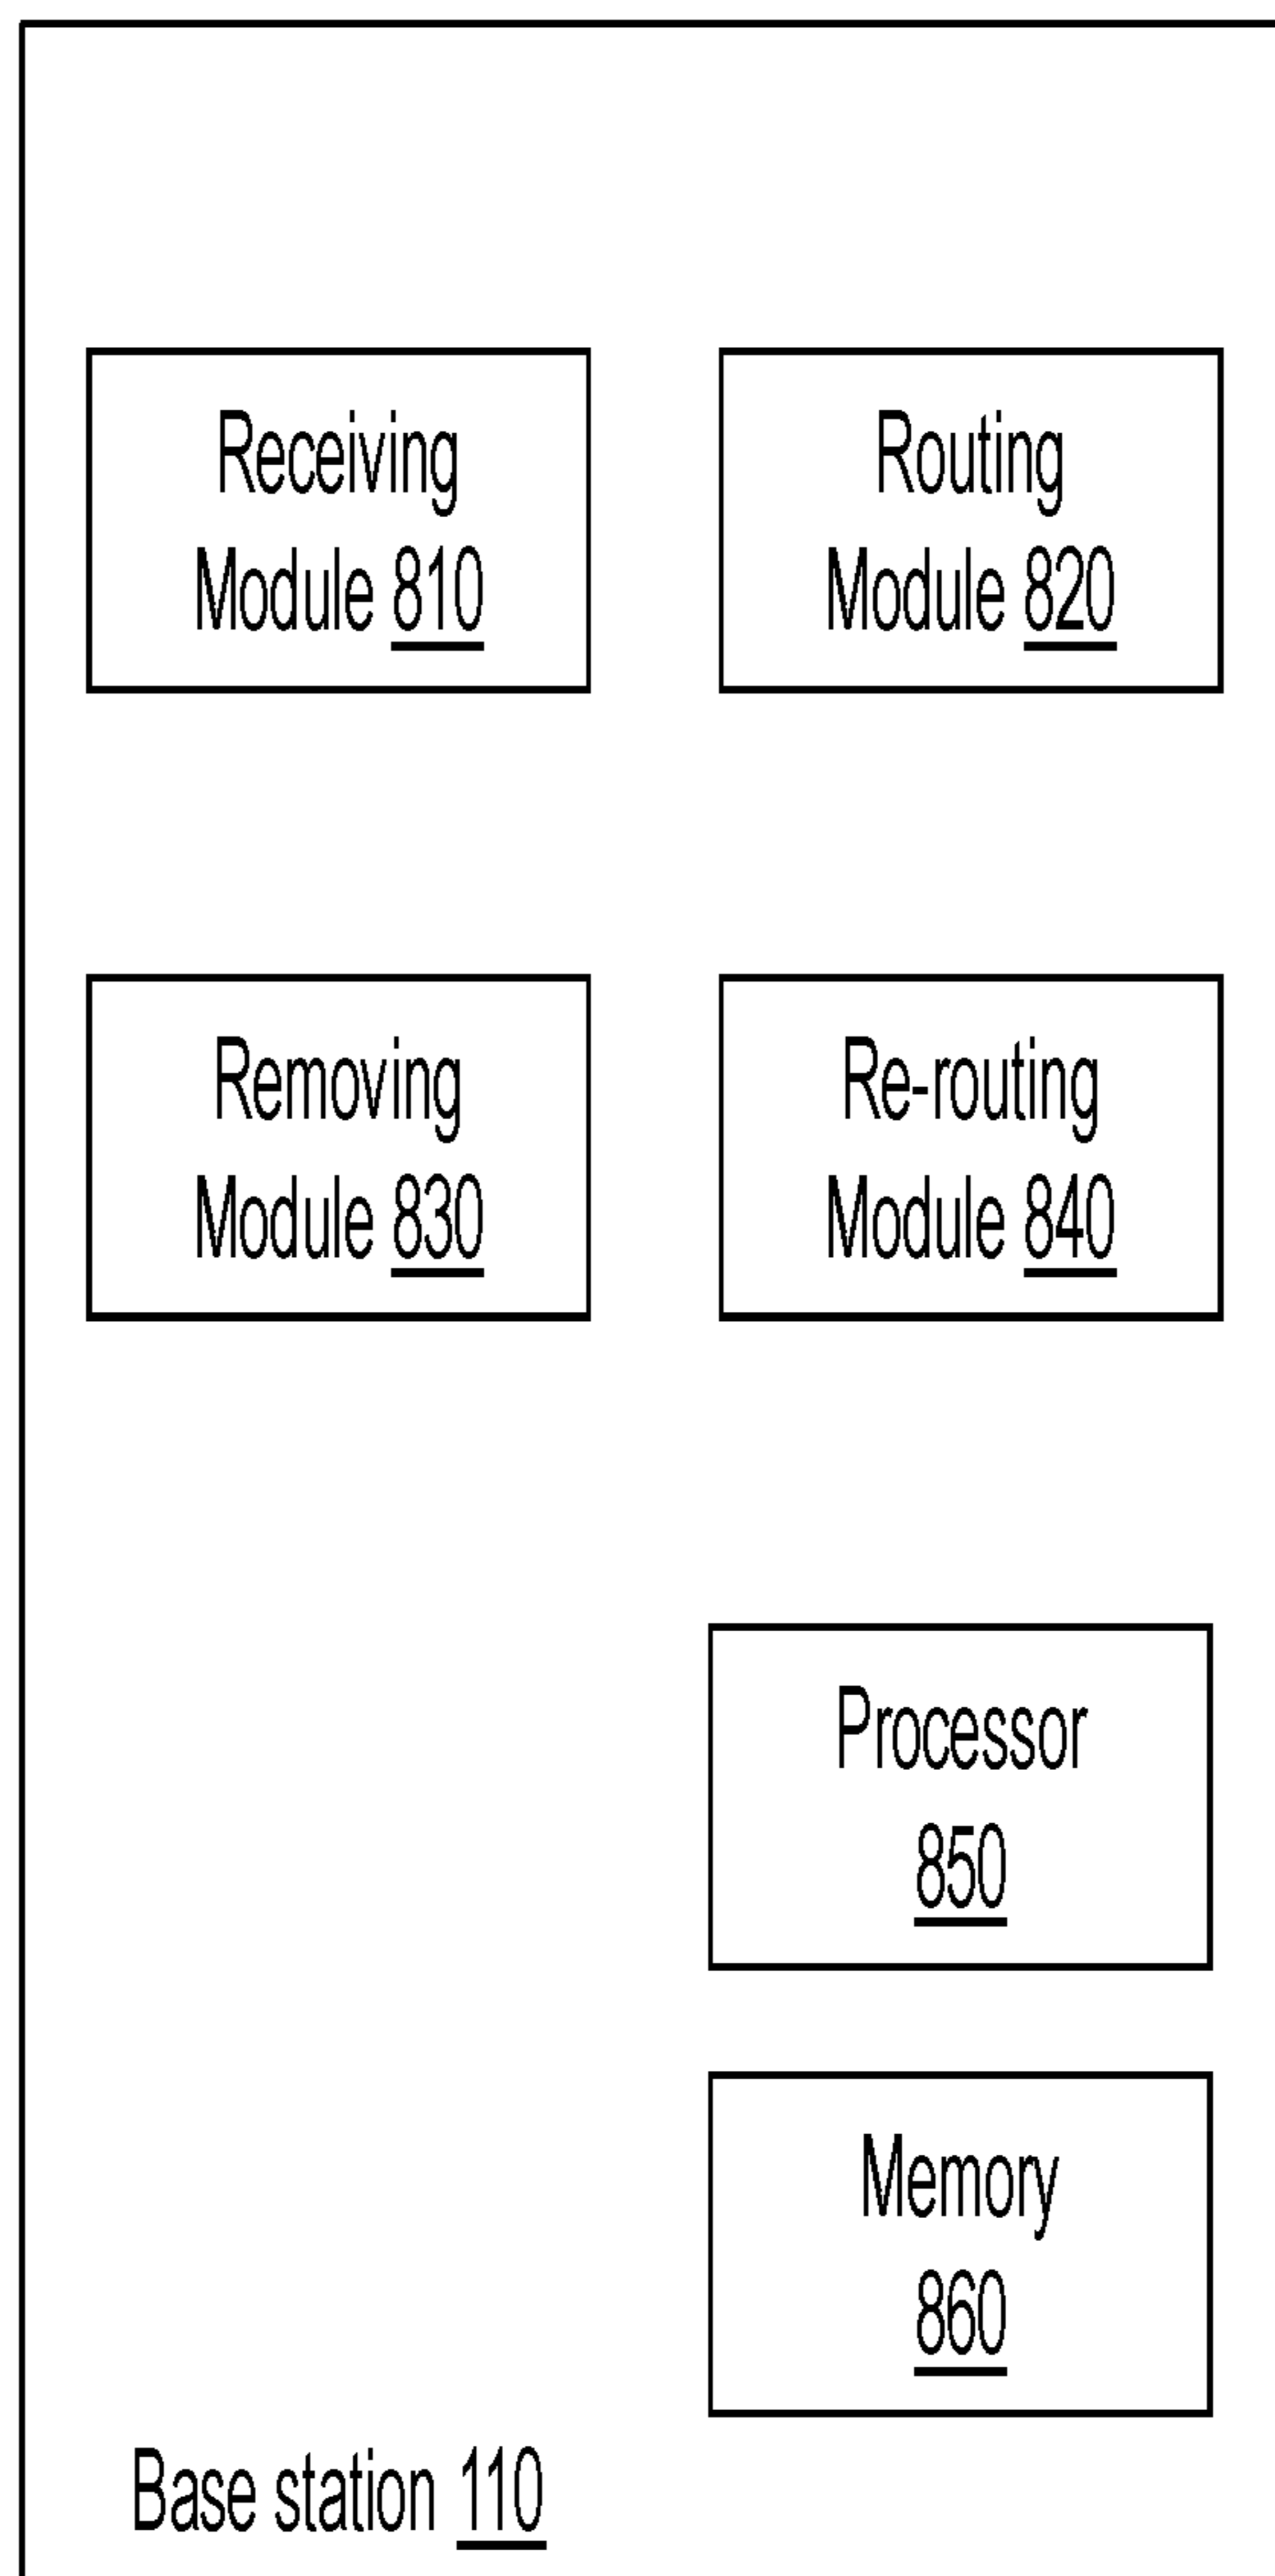 Receiving
Module 810
Routing
Module 820
Removing
Module 830
Re-routing
Module 840
Processor
850
Memory
860
Base station 110